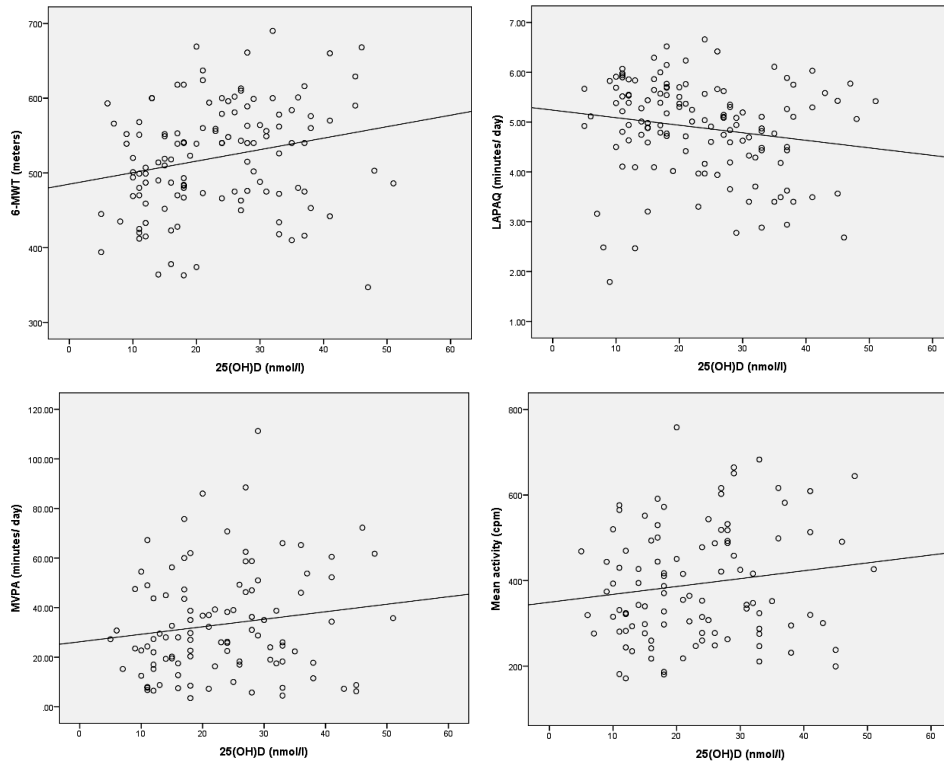 6-MWT (meters)
700
600
500
400
300
0 10 20 30 40 50 60
25(OH)D (nmol/l)
LAPAQ (minutes/ day)
7.00
6.00
5.00
4.00
3.00
2.00
1.00
0 10 20 30 40 50 60
25(OH)D (nmol/l)
MVPA (minutes/ day)
120.00
100.00
80.00
60.00
40.00
20.00
.00
0 10 20 30 40 50 60
25(OH)D (nmol/l)
Mean activity (cpm)
800
600
400
200
0 10 20 30 40 50 60
25(OH)D (nmol/l)